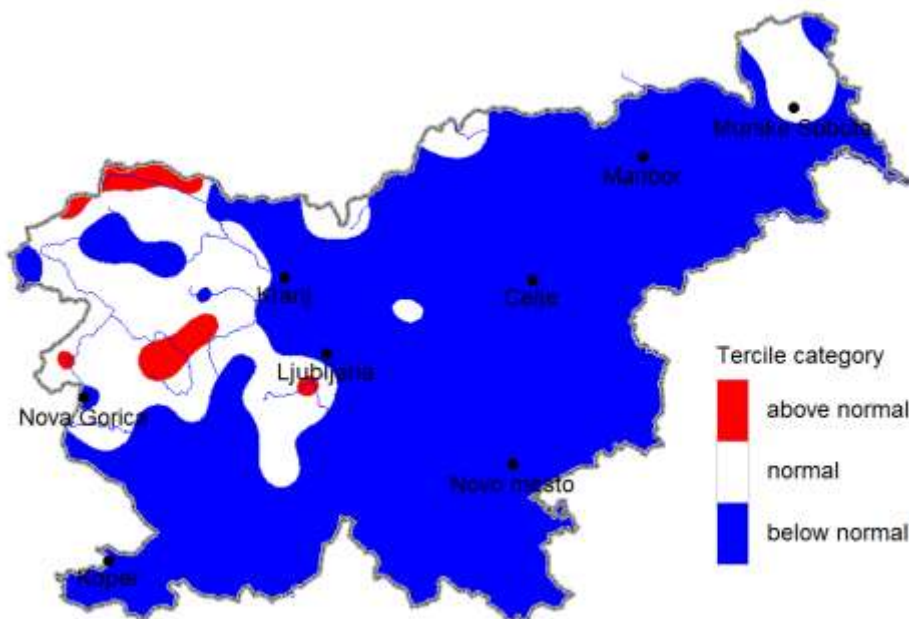 Murska Sobota
Maribor
Kranj
Celje
Ljubljana
Tercile category
above normal
Nova Gorica
normal
Novo mesto
below normal
Koper